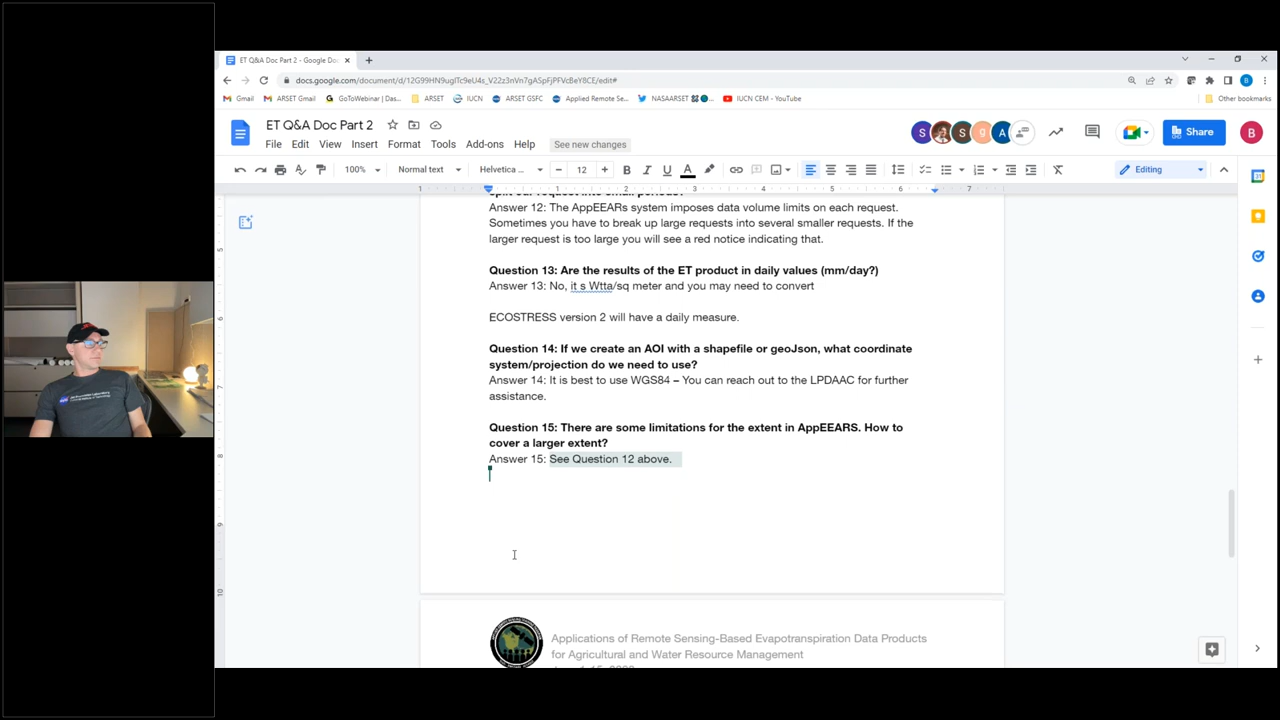 ET Q&A Doc Part 2 - Google Do
docs.google.com/document/d/12G99HN9uglTc9eU4s_V22z3nVn7gASpFjPFVcBeY8CE/edit#
Gmail ARSET Gmail GoToWebinar | Das... ARSET IUCN ARSET GSFC Applied Remote Se... NASAARSET IUCN CEM - YouTube Other bookmarks
ET Q&A Doc Part 2
S S g A Share B
File Edit View Insert Format Tools Add-ons Help See new changes
100% Normal text Helvetica ... 12 Editing
1 1 2 3 4 5 6 7
Answer 12: The AppEEARs system imposes data volume limits on each request.
Sometimes you have to break up large requests into several smaller requests. If the
larger request is too large you will see a red notice indicating that.
Question 13: Are the results of the ET product in daily values (mm/day?)
Answer 13: No, it s Wtta/sq meter and you may need to convert
ECOSTRESS version 2 will have a daily measure.
Question 14: If we create an AOI with a shapefile or geoJson, what coordinate
system/projection do we need to use?
Answer 14: It is best to use WGS84 – You can reach out to the LPDAAC for further
assistance.
Question 15: There are some limitations for the extent in AppEEARS. How to
cover a larger extent?
Answer 15: See Question 12 above.
Applications of Remote Sensing-Based Evapotranspiration Data Products
for Agricultural and Water Resource Management